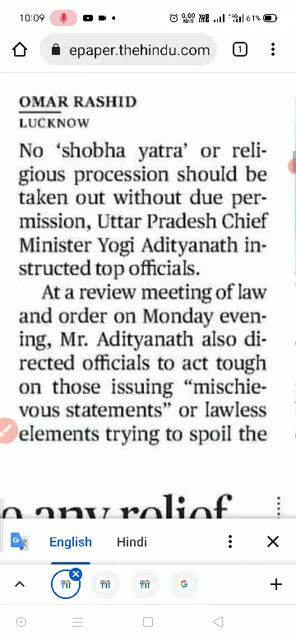 10:09
61%
epaper.thehindu.com
1
OMAR RASHID
LUCKNOW
No ‘shobha yatra’ or reli-
gious procession should be
taken out without due per-
mission, Uttar Pradesh Chief
Minister Yogi Adityanath in-
structed top officials.
At a review meeting of law
and order on Monday even-
ing, Mr. Adityanath also di-
rected officials to act tough
on those issuing “mischie-
vous statements” or lawless
elements trying to spoil the
any relief
English Hindi